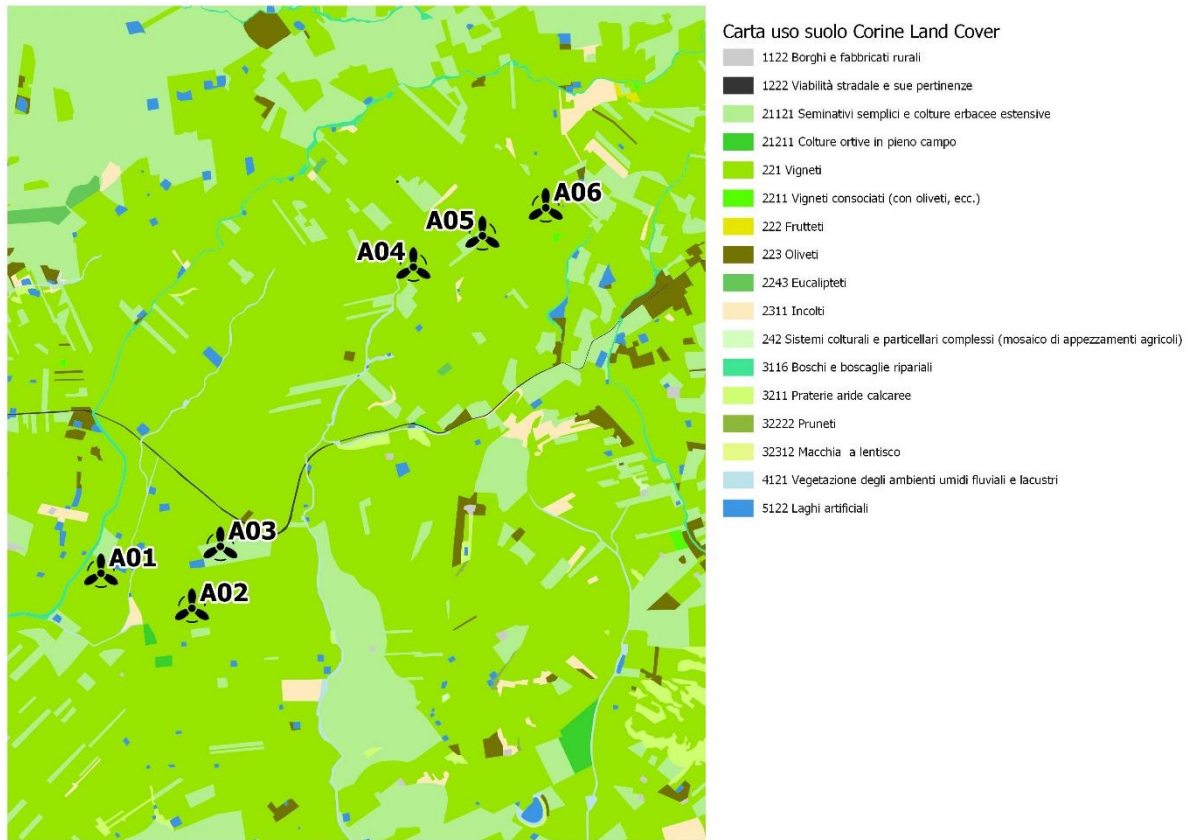 Carta uso suolo Corine Land Cover
1122 Borghi e fabbricati rurali
1222 Viabilità stradale e sue pertinenze
21121 Seminativi semplici e colture erbacee estensive
21211 Colture ortive in pieno campo
221 Vigneti
2211 Vigneti consociati (con oliveti, ecc.)
222 Frutteti
223 Oliveti
2243 Eucalipteti
2311 Incolti
242 Sistemi colturali e particellari complessi (mosaico di appezzamenti agricoli)
3116 Boschi e boscaglie ripariali
3211 Praterie aride calcaree
32222 Pruneti
32312 Macchia a lentisco
4121 Vegetazione degli ambienti umidi fluviali e lacustri
5122 Laghi artificiali
A06
A05
A04
A03
A01
A02